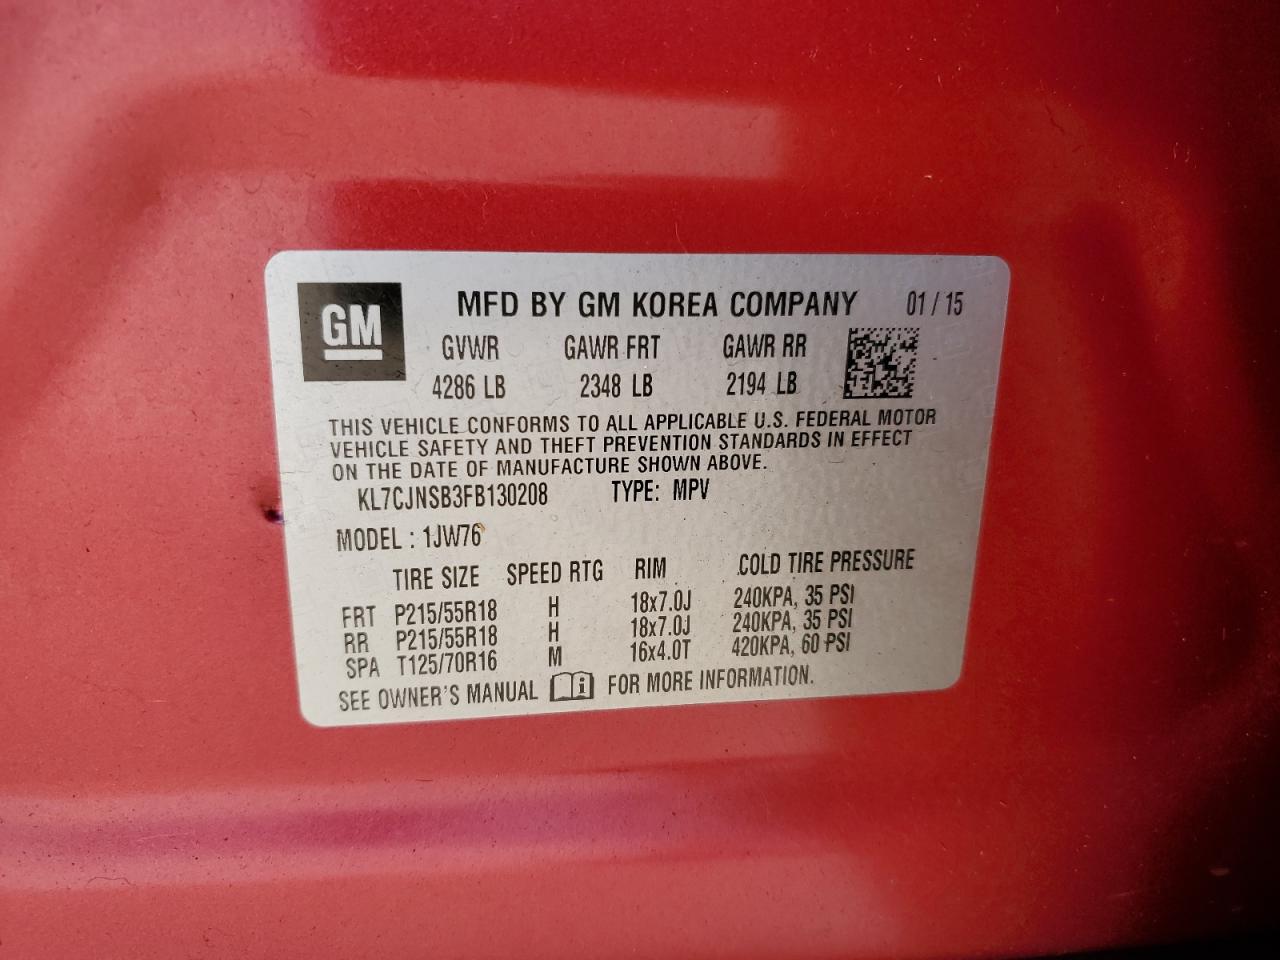 GM
MFD BY GM KOREA COMPANY 01 / 15
GVWR GAWR FRT GAWR RR
4286 LB 2348 LB 2194 LB
THIS VEHICLE CONFORMS TO ALL APPLICABLE U.S. FEDERAL MOTOR
VEHICLE SAFETY AND THEFT PREVENTION STANDARDS IN EFFECT
ON THE DATE OF MANUFACTURE SHOWN ABOVE.
KL7CJNSB3FB130208 TYPE: MPV
MODEL : 1JW76
TIRE SIZE SPEED RTG RIM COLD TIRE PRESSURE
FRT P215/55R18 H 18x7.0J 240KPA, 35 PSI
RR P215/55R18 H 18x7.0J 240KPA, 35 PSI
SPA T125/70R16 M 16x4.0T 420KPA, 60 PSI
SEE OWNER'S MANUAL i FOR MORE INFORMATION.